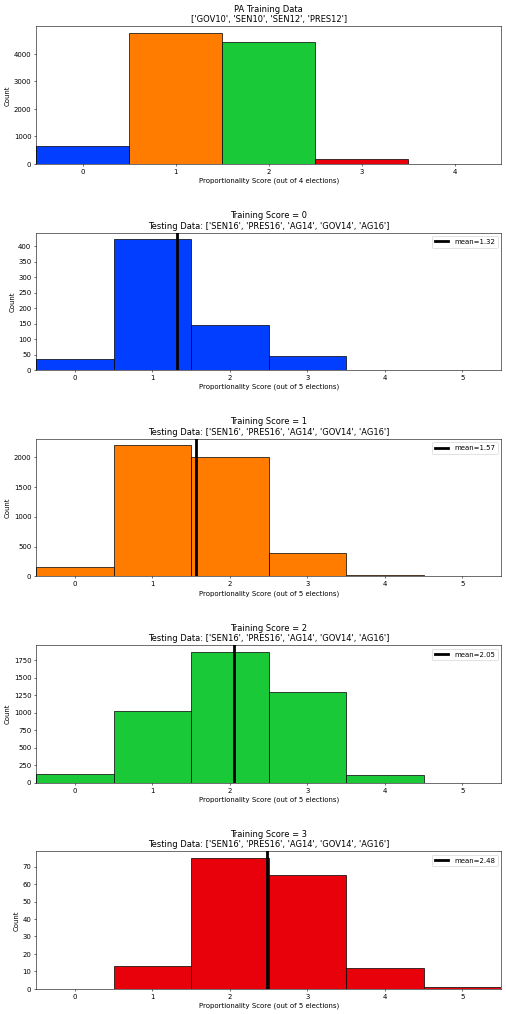 PA Training Data
['GOV10', 'SEN10', 'SEN12', 'PRES12']
4000
3000
2000
1000
0
Count
0 1 2 3 4
Proportionality Score (out of 4 elections)
Training Score = 0
Testing Data: ['SEN16', 'PRES16', 'AG14', 'GOV14', 'AG16']
mean=1.32
400
350
300
250
200
150
100
50
0
Count
0 1 2 3 4 5
Proportionality Score (out of 5 elections)
Training Score = 1
Testing Data: ['SEN16', 'PRES16', 'AG14', 'GOV14', 'AG16']
mean=1.57
2000
1500
1000
500
0
Count
0 1 2 3 4 5
Proportionality Score (out of 5 elections)
Training Score = 2
Testing Data: ['SEN16', 'PRES16', 'AG14', 'GOV14', 'AG16']
mean=2.05
1750
1500
1250
1000
750
500
250
0
Count
0 1 2 3 4 5
Proportionality Score (out of 5 elections)
Training Score = 3
Testing Data: ['SEN16', 'PRES16', 'AG14', 'GOV14', 'AG16']
mean=2.48
70
60
50
40
30
20
10
0
Count
0 1 2 3 4 5
Proportionality Score (out of 5 elections)